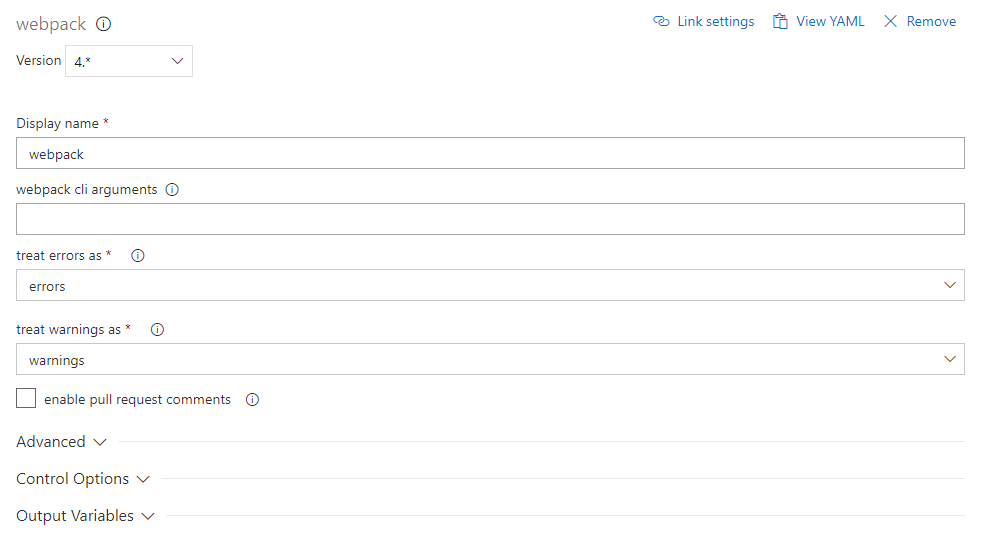 webpack
Link settings View YAML Remove
Version 4.*
Display name *
webpack
webpack cli arguments
treat errors as *
errors
treat warnings as *
warnings
enable pull request comments
Advanced
Control Options
Output Variables